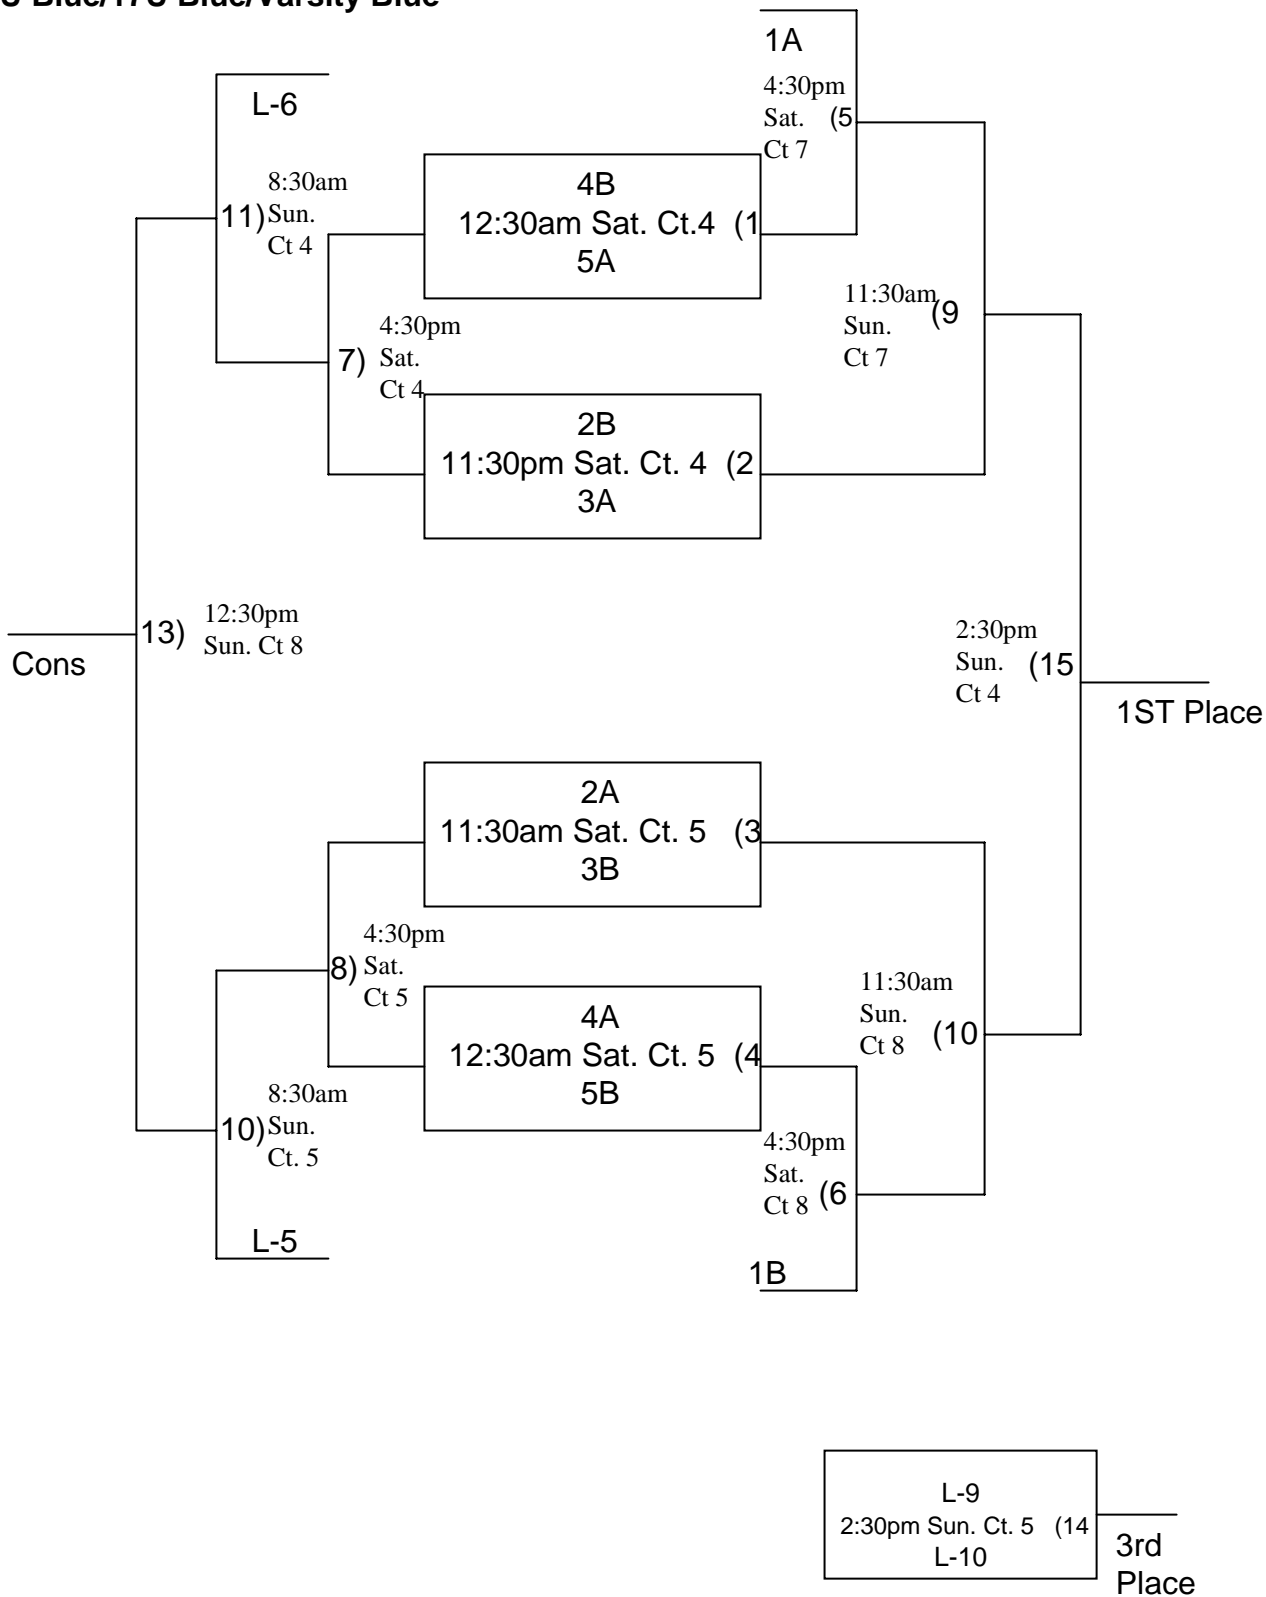 Blue/17U Blue/Varsity Blue
1A
4:30pm
Sat. (5
Ct 7
L-6
8:30am
11) Sun.
Ct 4
4B
12:30am Sat. Ct.4 (1
5A
4:30pm
7) Sat.
Ct 4
11:30am
Sun. (9
Ct 7
2B
11:30pm Sat. Ct. 4 (2
3A
12:30pm
13) Sun. Ct 8
Cons
2:30pm
Sun. (15
Ct 4
1ST Place
2A
11:30am Sat. Ct. 5 (3
3B
4:30pm
8) Sat.
Ct 5
11:30am
Sun.
Ct 8 (10
4A
12:30am Sat. Ct. 5 (4
5B
8:30am
10) Sun.
Ct. 5
4:30pm
Sat.
Ct 8 (6
L-5
1B
L-9
2:30pm Sun. Ct. 5 (14
L-10
3rd
Place